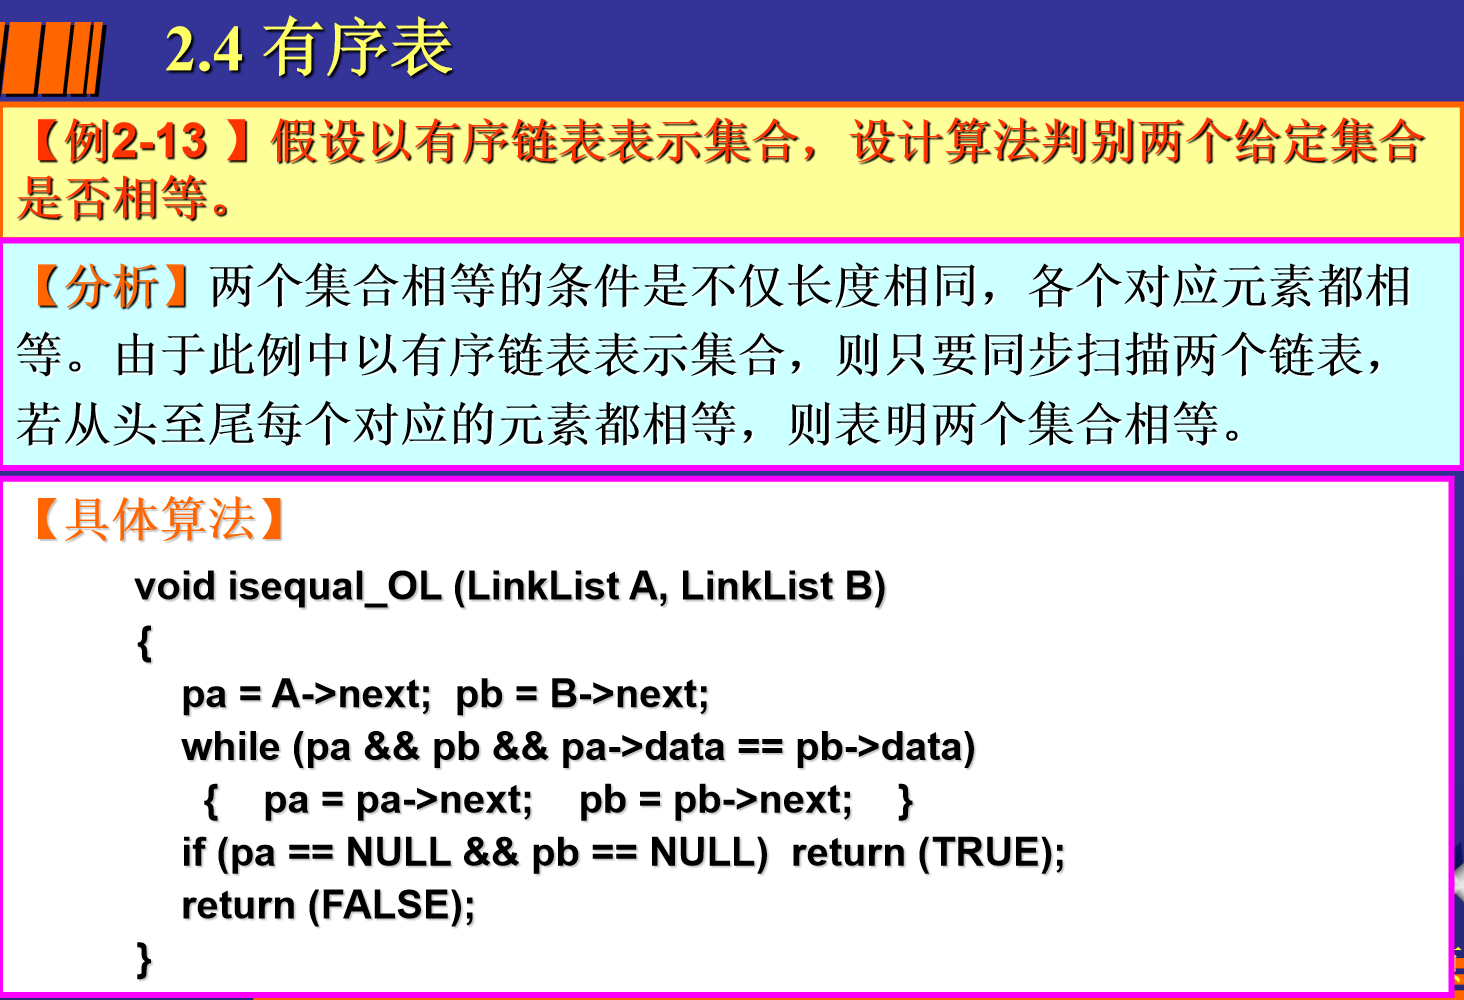 2.4 有序表
【例2-13 】假设以有序链表表示集合，设计算法判别两个给定集合
是否相等。
【分析】两个集合相等的条件是不仅长度相同，各个对应元素都相
等。由于此例中以有序链表表示集合，则只要同步扫描两个链表，
若从头至尾每个对应的元素都相等，则表明两个集合相等。
【具体算法】
void isequal_OL (LinkList A, LinkList B)
{
pa = A->next;  pb = B->next;
while (pa && pb && pa->data == pb->data)
{    pa = pa->next;    pb = pb->next;    }
if (pa == NULL && pb == NULL)  return (TRUE);
return (FALSE);
}